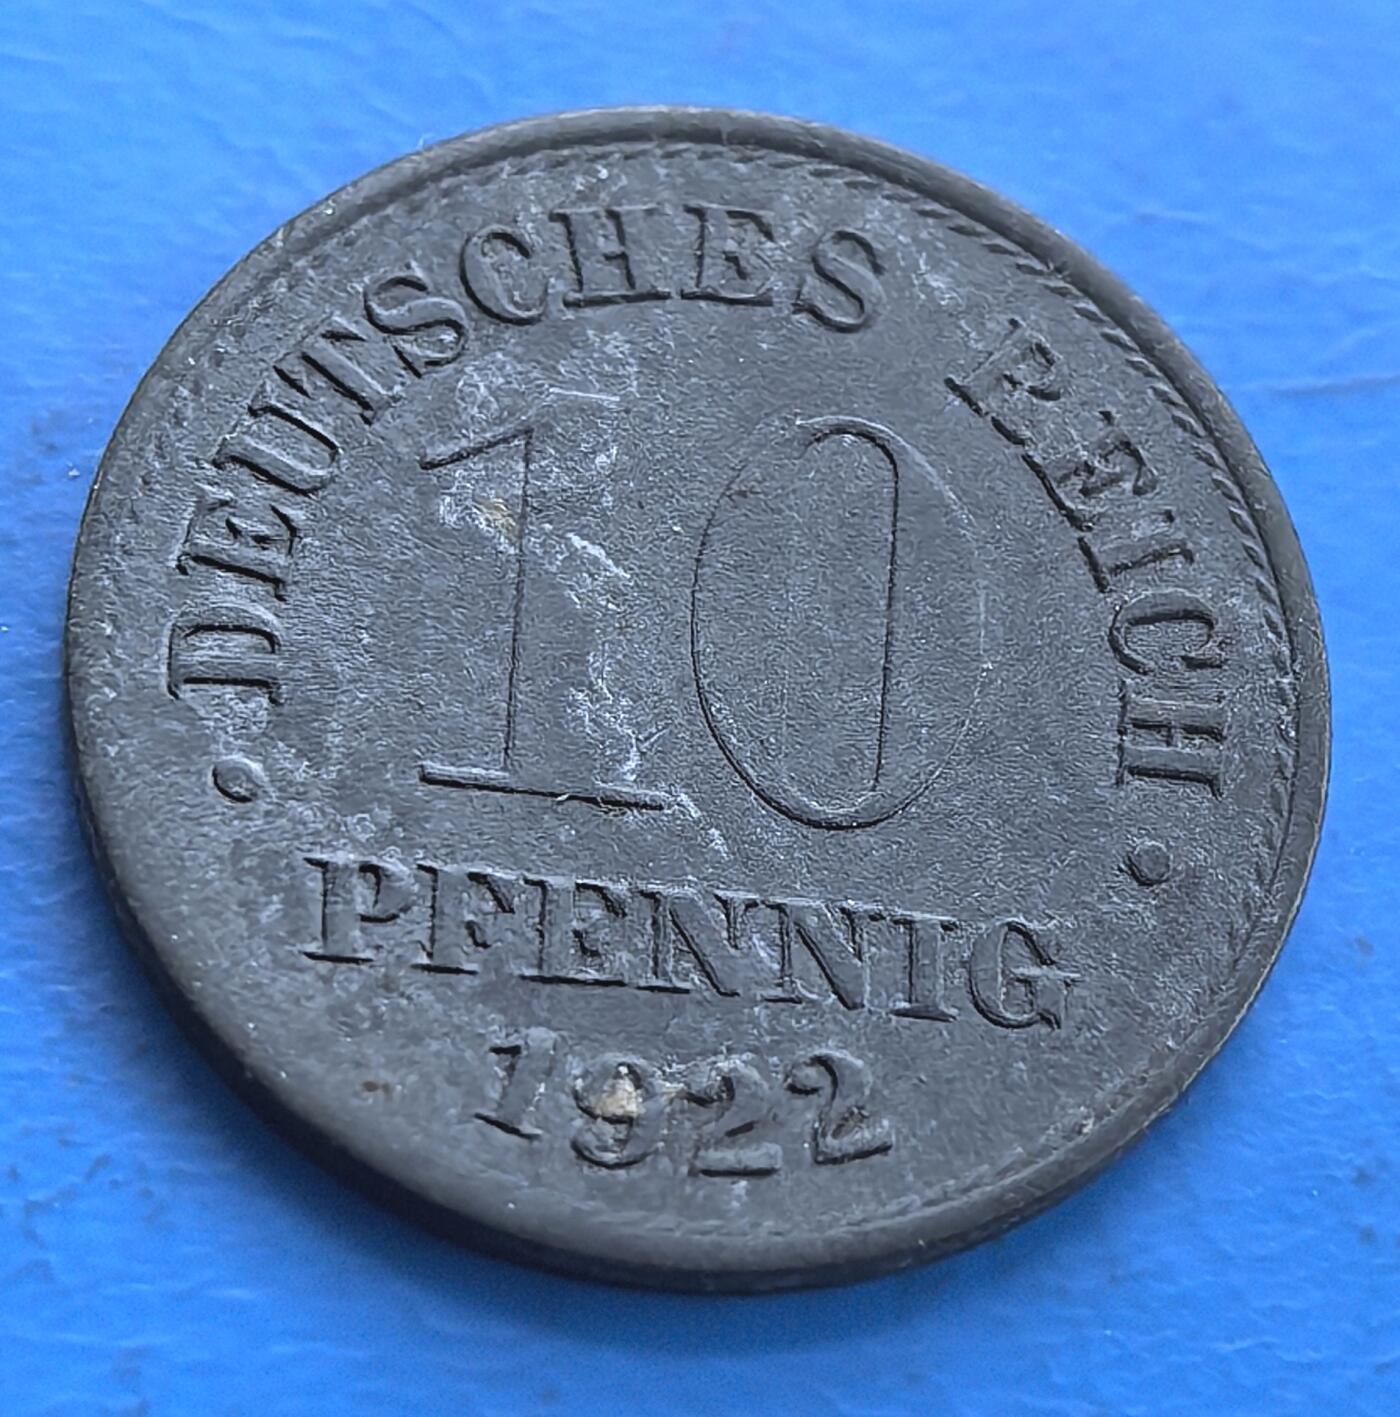 • DEUTSCHES REICH •
10
PFENNIG
1922